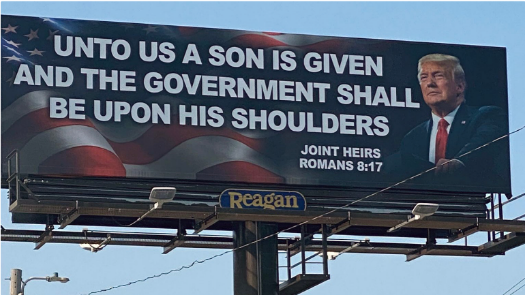 UNTO US A SON IS GIVEN
AND THE GOVERNMENT SHALL
BE UPON HIS SHOULDERS
JOINT HEIRS
ROMANS 8:17
Reagan